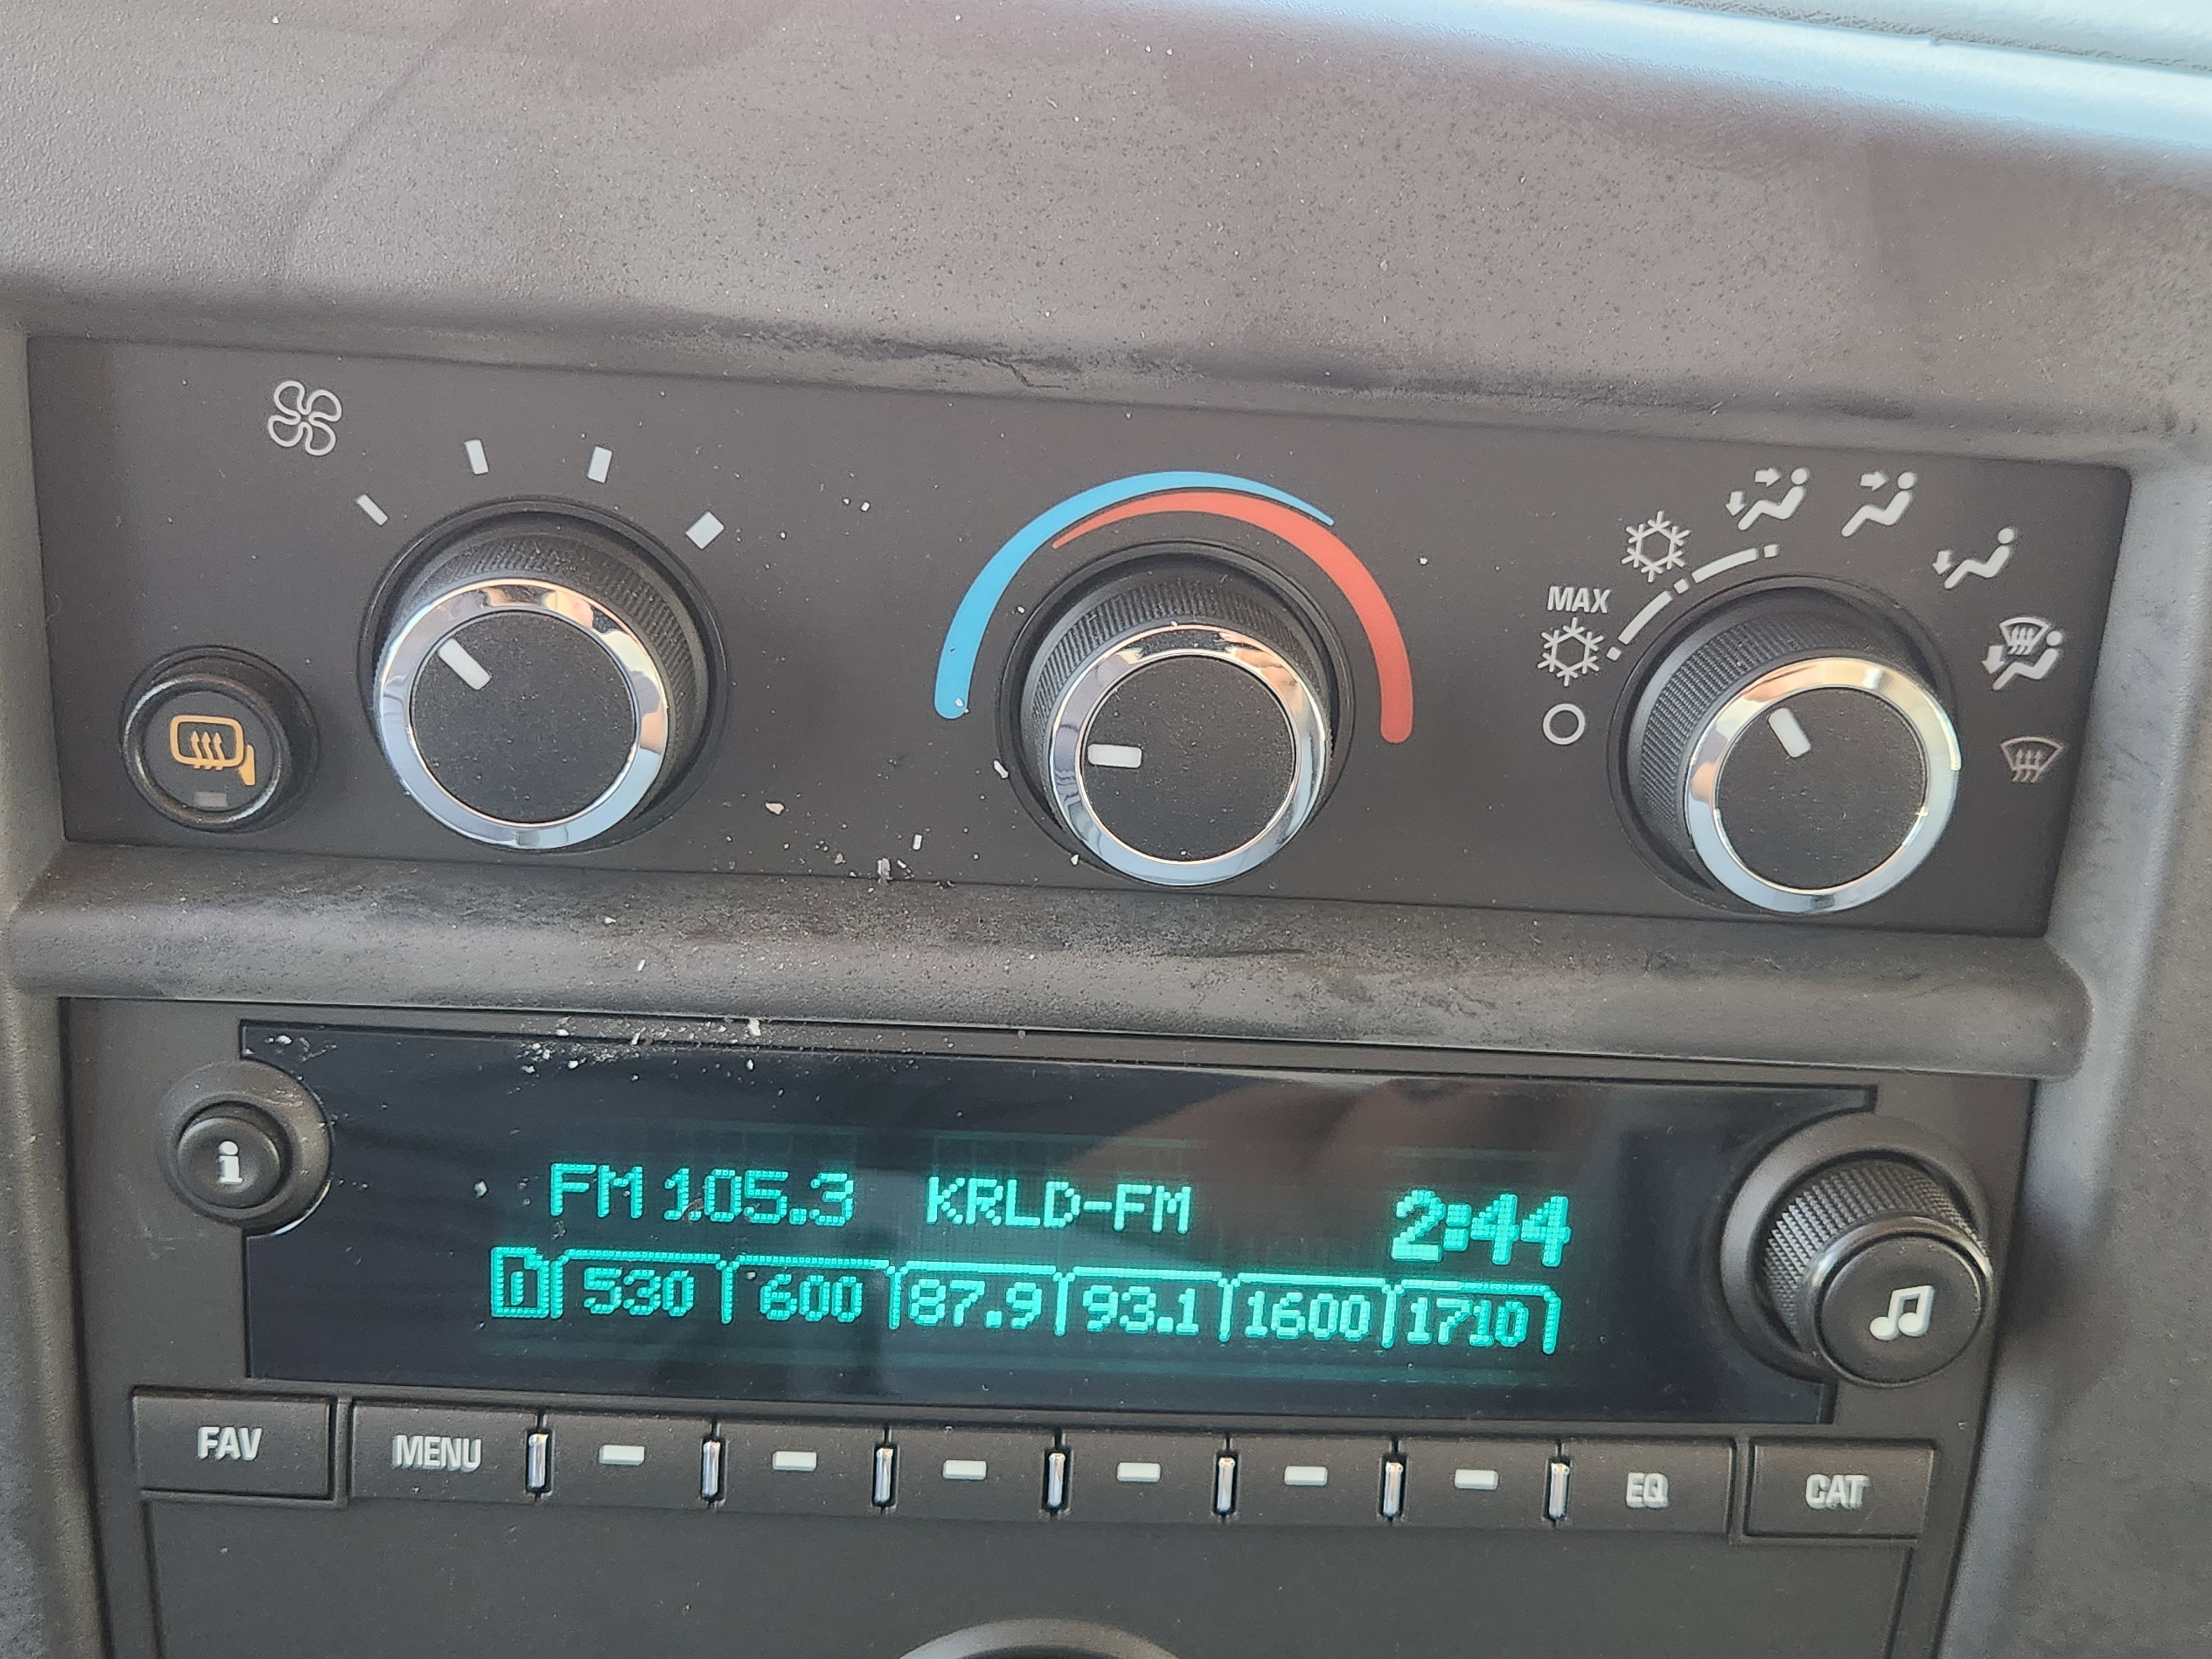 MAX
i
FM 105.3 KRLD-FM 2:44
1 530 600 87.9 93.1 1600 1710
FAV MENU EQ CAT